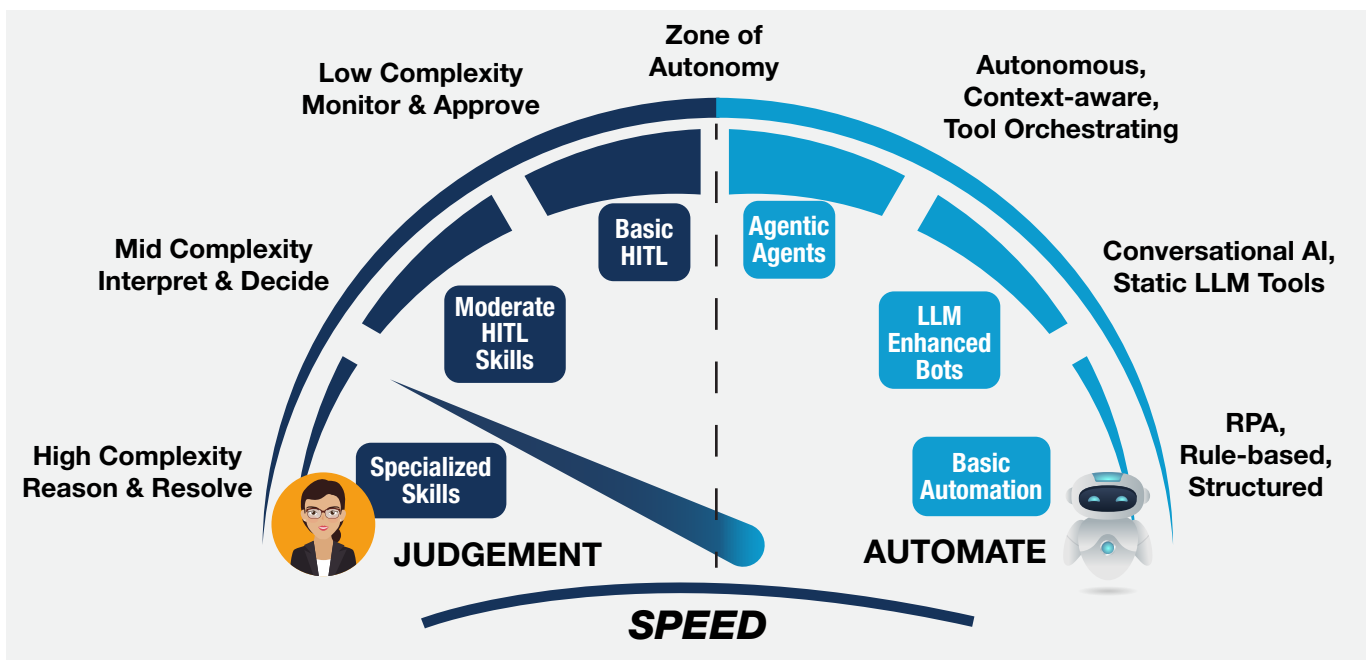 Zone of
Autonomy
Low Complexity
Monitor & Approve
Autonomous,
Context-aware,
Tool Orchestrating
Basic
HITL
Agentic
Agents
Mid Complexity
Interpret & Decide
Conversational AI,
Static LLM Tools
Moderate
HITL
Skills
LLM
Enhanced
Bots
High Complexity
Reason & Resolve
Specialized
Skills
Basic
Automation
RPA,
Rule-based,
Structured
JUDGEMENT
AUTOMATE
SPEED